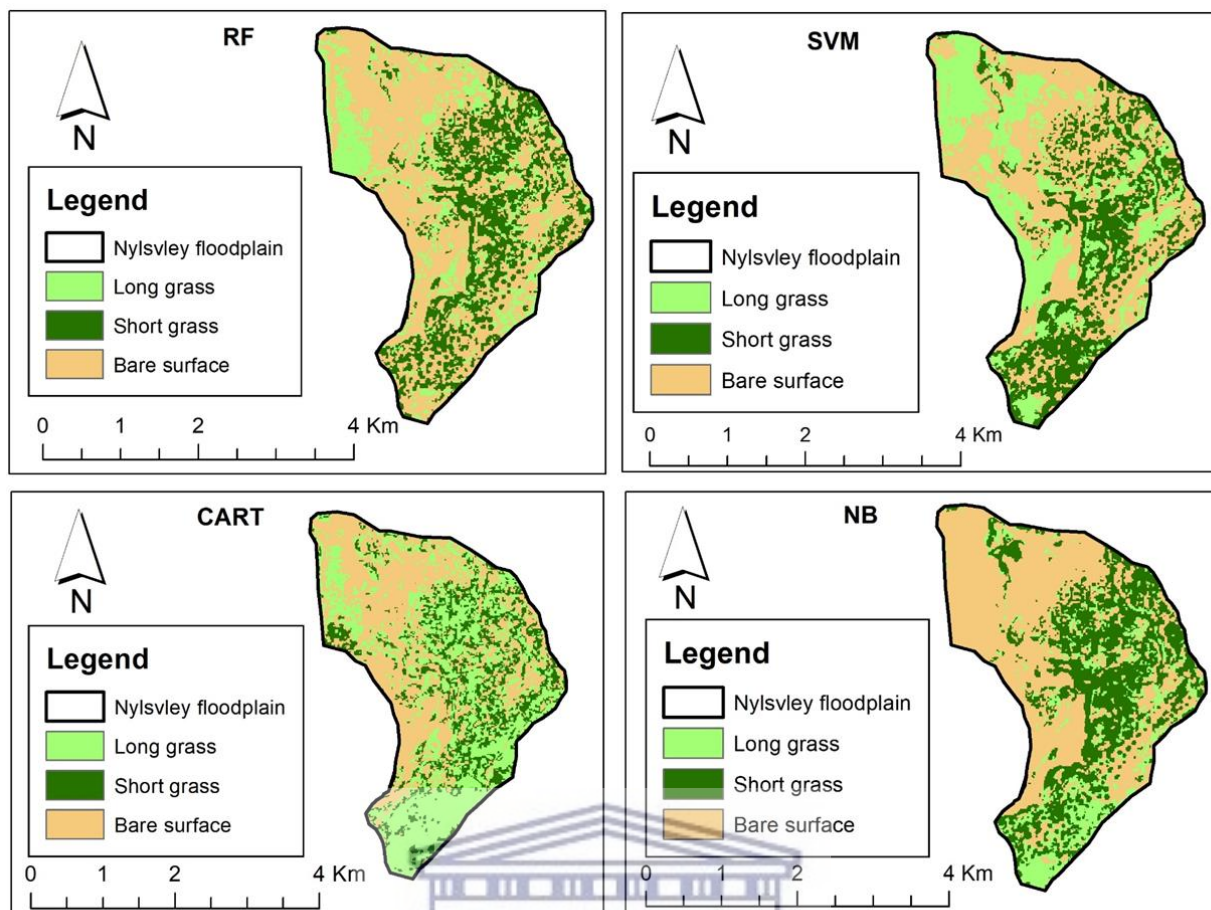 RF
N
Legend
Nylsvley floodplain
Long grass
Short grass
Bare surface
0 1 2 4 Km
SVM
N
Legend
Nylsvley floodplain
Long grass
Short grass
Bare surface
0 1 2 4 Km
CART
N
Legend
Nylsvley floodplain
Long grass
Short grass
Bare surface
0 1 2 4 Km
NB
N
Legend
Nylsvley floodplain
Long grass
Short grass
Bare surface
0 1 2 4 Km